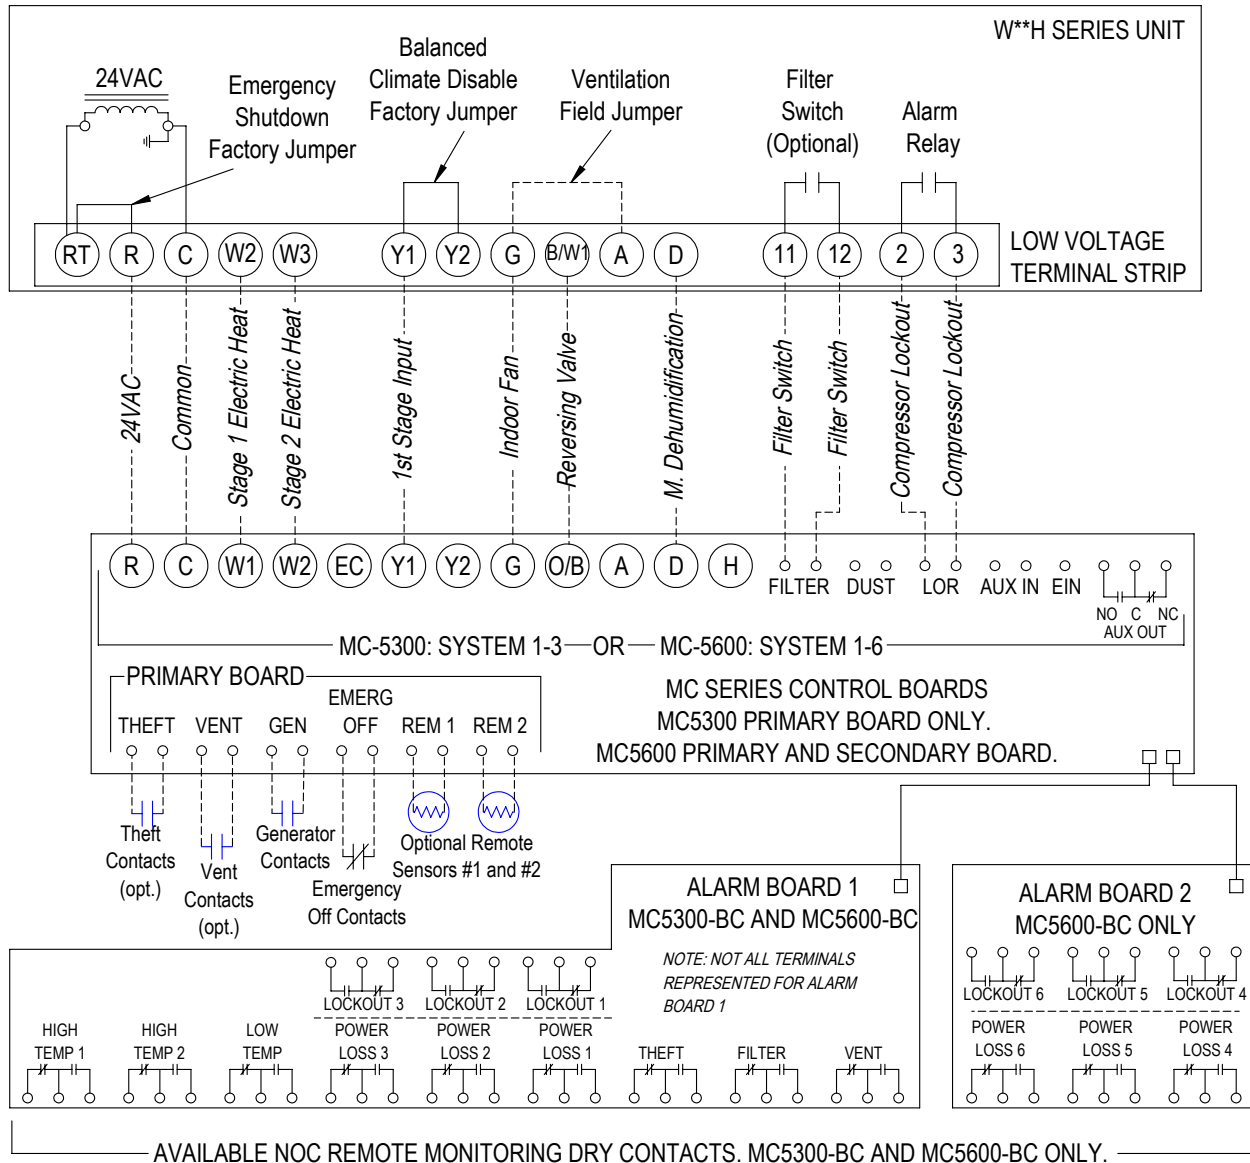 W**H SERIES UNIT
24VAC
Emergency
Shutdown
Factory Jumper
Balanced
Climate Disable
Factory Jumper
Ventilation
Field Jumper
Filter
Switch
(Optional)
Alarm
Relay
RT R C W2 W3 Y1 Y2 G B/W1 A D 11 12 2 3
LOW VOLTAGE
TERMINAL STRIP
24VAC
Common
Stage 1 Electric Heat
Stage 2 Electric Heat
1st Stage Input
Indoor Fan
Reversing Valve
M. Dehumidification
Filter Switch
Filter Switch
Compressor Lockout
Compressor Lockout
R C W1 W2 EC Y1 Y2 G O/B A D H
FILTER DUST LOR AUX IN EIN
NO C NC
AUX OUT
MC-5300: SYSTEM 1-3 OR MC-5600: SYSTEM 1-6
PRIMARY BOARD
THEFT VENT GEN
EMERG
OFF
REM 1 REM 2
MC SERIES CONTROL BOARDS
MC5300 PRIMARY BOARD ONLY.
MC5600 PRIMARY AND SECONDARY BOARD.
Theft
Contacts
(opt.)
Vent
Contacts
(opt.)
Generator
Contacts
Emergency
Off Contacts
Optional Remote
Sensors #1 and #2
ALARM BOARD 1
MC5300-BC AND MC5600-BC
NOTE: NOT ALL TERMINALS
REPRESENTED FOR ALARM
BOARD 1
LOCKOUT 3 LOCKOUT 2 LOCKOUT 1
HIGH
TEMP 1
HIGH
TEMP 2
LOW
TEMP
POWER
LOSS 3
POWER
LOSS 2
POWER
LOSS 1
THEFT
FILTER
VENT
ALARM BOARD 2
MC5600-BC ONLY
LOCKOUT 6 LOCKOUT 5 LOCKOUT 4
POWER
LOSS 6
POWER
LOSS 5
POWER
LOSS 4
AVAILABLE NOC REMOTE MONITORING DRY CONTACTS. MC5300-BC AND MC5600-BC ONLY.